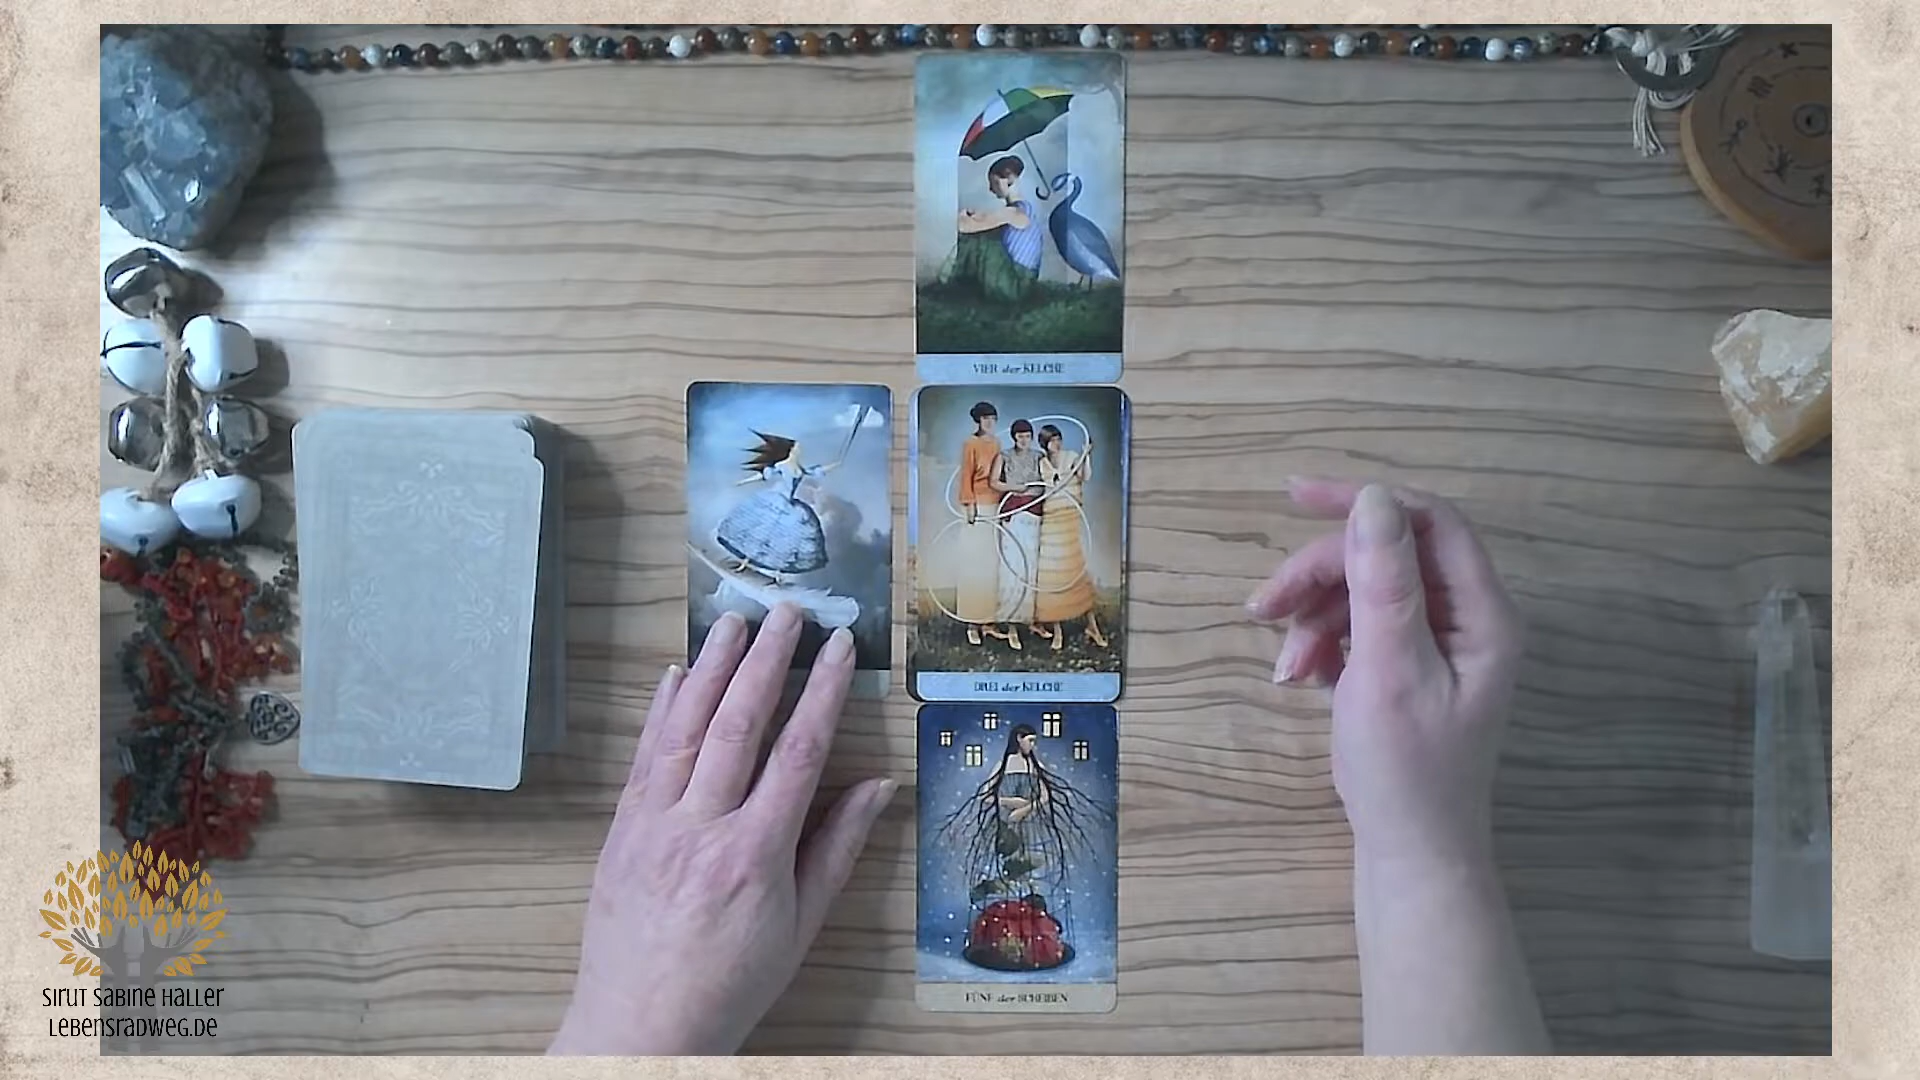 VIER der KELCHE
DREI der KELCHE
FÜNF der SCHEIBEN
SIRUT SABINE HALLER
LEBENSRADWEG.DE